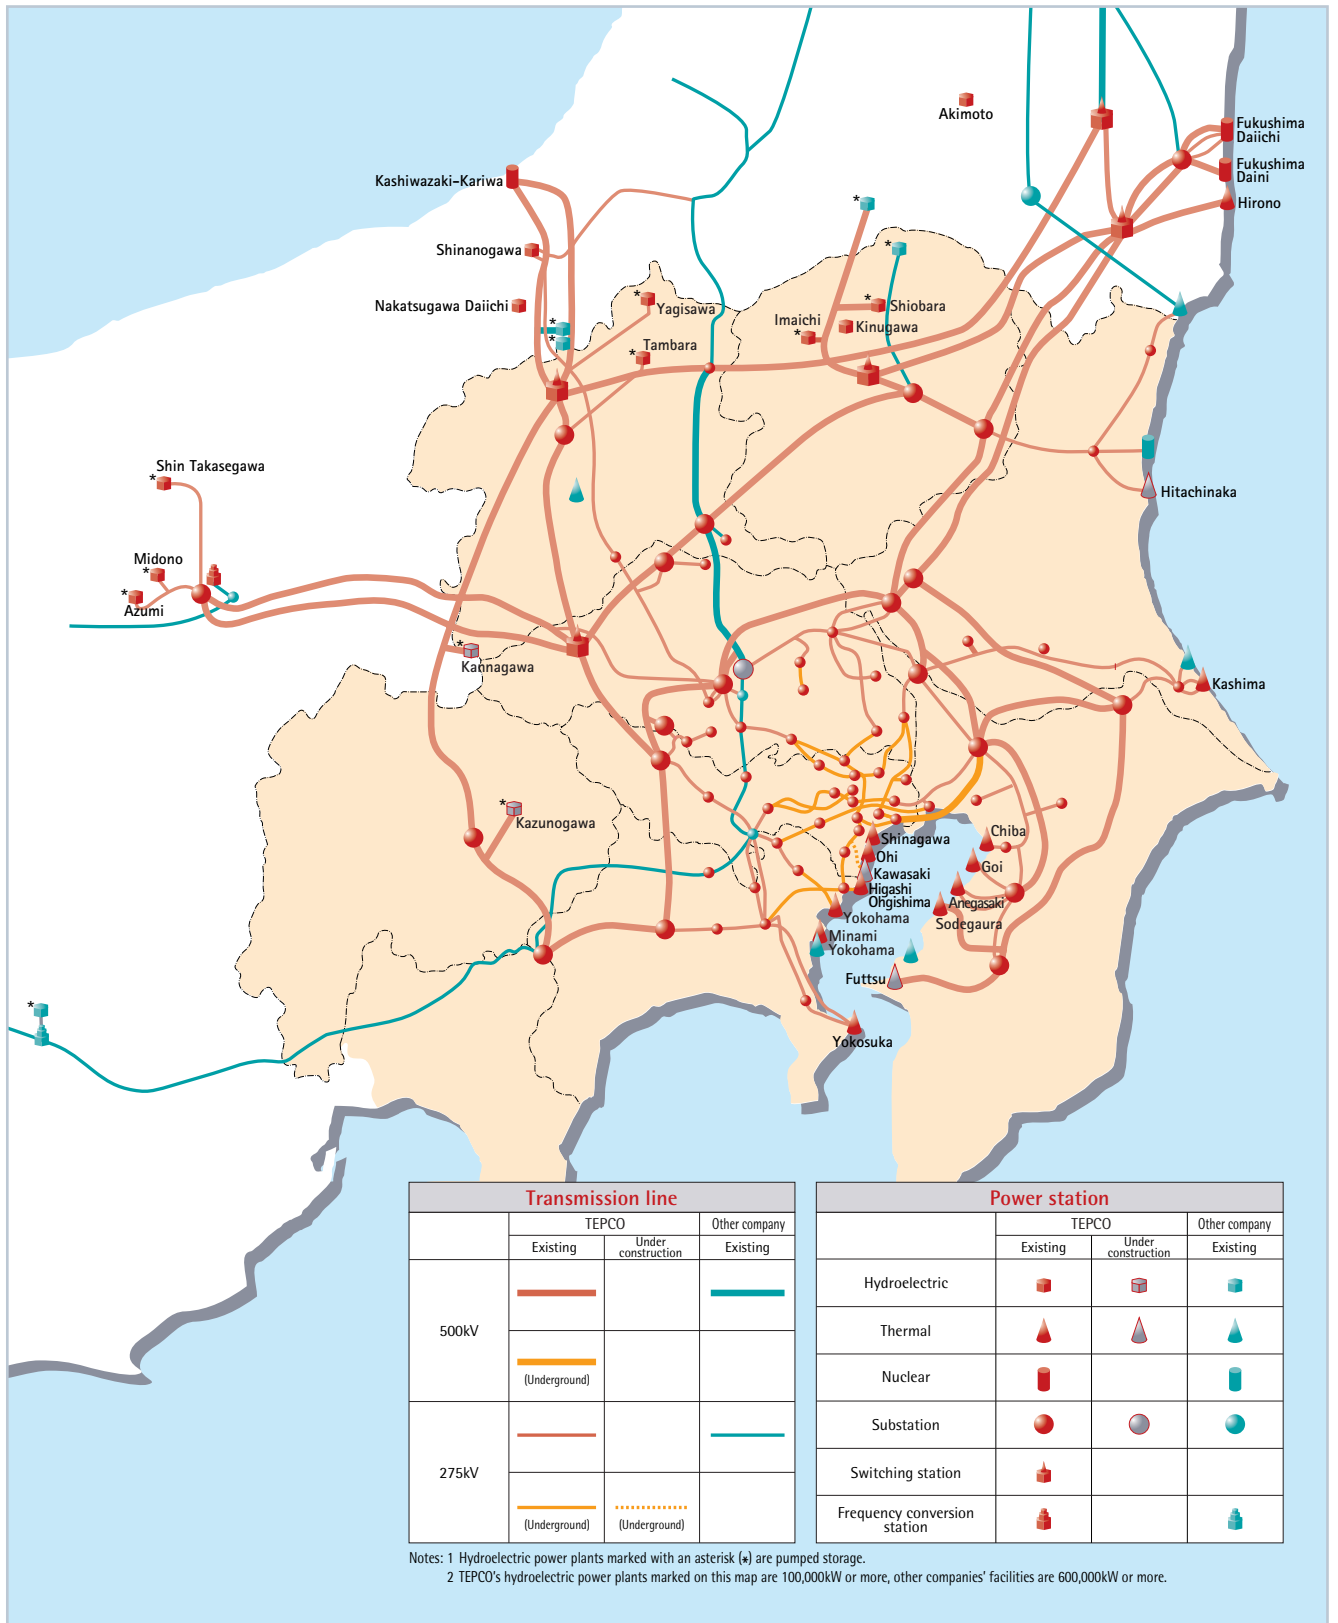 Akimoto
Fukushima
Daiichi
Fukushima
Daini
Hirono
Kashiwazaki-Kariwa
*
Shinanogawa
*
Nakatsugawa Daiichi
*
Yagisawa
*
Shiobara
Imaichi
*
Kinugawa
*
*
*
Tambara
Shin Takasegawa
*
Hitachinaka
Midono
*
*
Azumi
*
Kannagawa
Kashima
*
Kazunogawa
Shinagawa
Chiba
Ohi
Goi
Kawasaki
Higashi
Ohgishima
Anegasaki
Yokohama
Sodegaura
Minami
Yokohama
Futtsu
*
Yokosuka
Transmission line
TEPCO
Other company
Existing
Under
construction
Existing
500kV
(Underground)
275kV
(Underground)
(Underground)
Power station
TEPCO
Other company
Existing
Under
construction
Existing
Hydroelectric
Thermal
Nuclear
Substation
Switching station
Frequency conversion
station
Notes: 1 Hydroelectric power plants marked with an asterisk (*) are pumped storage.
2 TEPCO's hydroelectric power plants marked on this map are 100,000kW or more, other companies' facilities are 600,000kW or more.